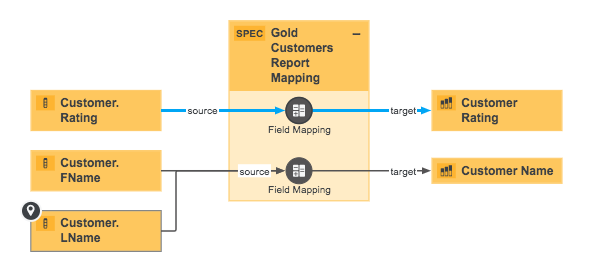 SPEC Gold
Customers
Report
Mapping
Customer.
Rating
source
Field Mapping
target
Customer
Rating
Customer.
FName
source
Field Mapping
target
Customer Name
Customer.
LName